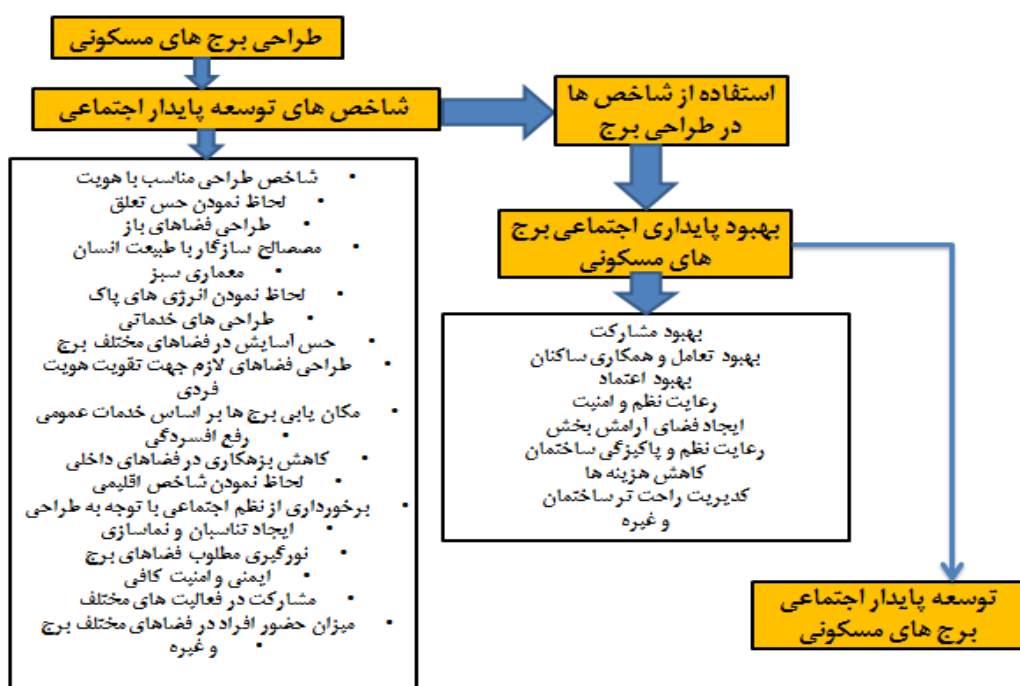 طراحی برج های مسکونی
شاخص های توسعه پایدار اجتماعی
استفاده از شاخص ها
در طراحی برج
• شاخص طراحی مناسب با هویت
• لحاظ نمودن حس تعلق
• طراحی فضاهای باز
• مصصالح سازگار با طبیعت انسان
• معماری سبز
• لحاظ نمودن انرژی های پاک
• طراحی های خدماتی
• حس آسایش در فضاهای مختلف برج
• طراحی فضاهای لازم جهت تقویت هویت
فردی
• مکان یابی برج ها بر اساس خدمات عمومی
• رفع افسردگی
• کاهش بزهکاری در فضاهای داخلی
• لحاظ نمودن شاخص اقلیمی
• برخورداری از نظم اجتماعی با توجه به طراحی
• ایجاد تناسبان و نماسازی
• نورگیری مطلوب فضاهای برج
• ایمنی و امنیت کافی
• مشارکت در فعالیت های مختلف
• میزان حضور افراد در فضاهای مختلف برج
• و غیره
بهبود پایداری اجتماعی برج
های مسکونی
بهبود مشارکت
بهبود تعامل و همکاری ساکنان
بهبود اعتماد
رعایت نظم و امنیت
ایجاد فضای آرامش بخش
رعایت نظم و پاکیزگی ساختمان
کاهش هزینه ها
کدیریت راحت تر ساختمان
و غیره
توسعه پایدار اجتماعی
برج های مسکونی